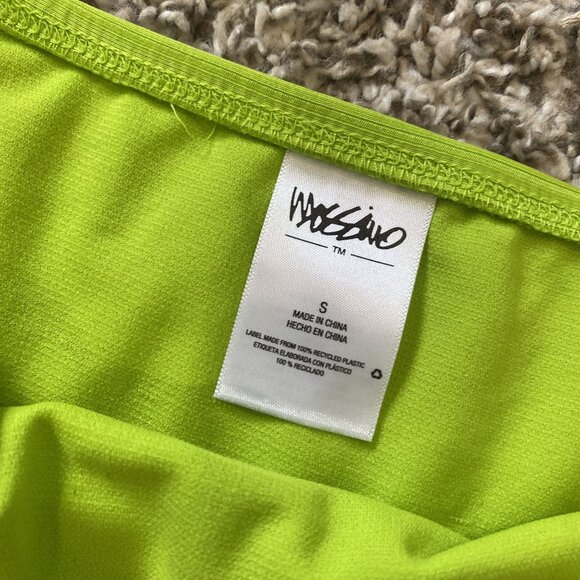 mossimo
TM
S
MADE IN CHINA
HECHO EN CHINA
LABEL MADE FROM 100% RECYCLED PLASTIC
ETIQUETA ELABORADA CON PLÁSTICO
100 % RECICLADO